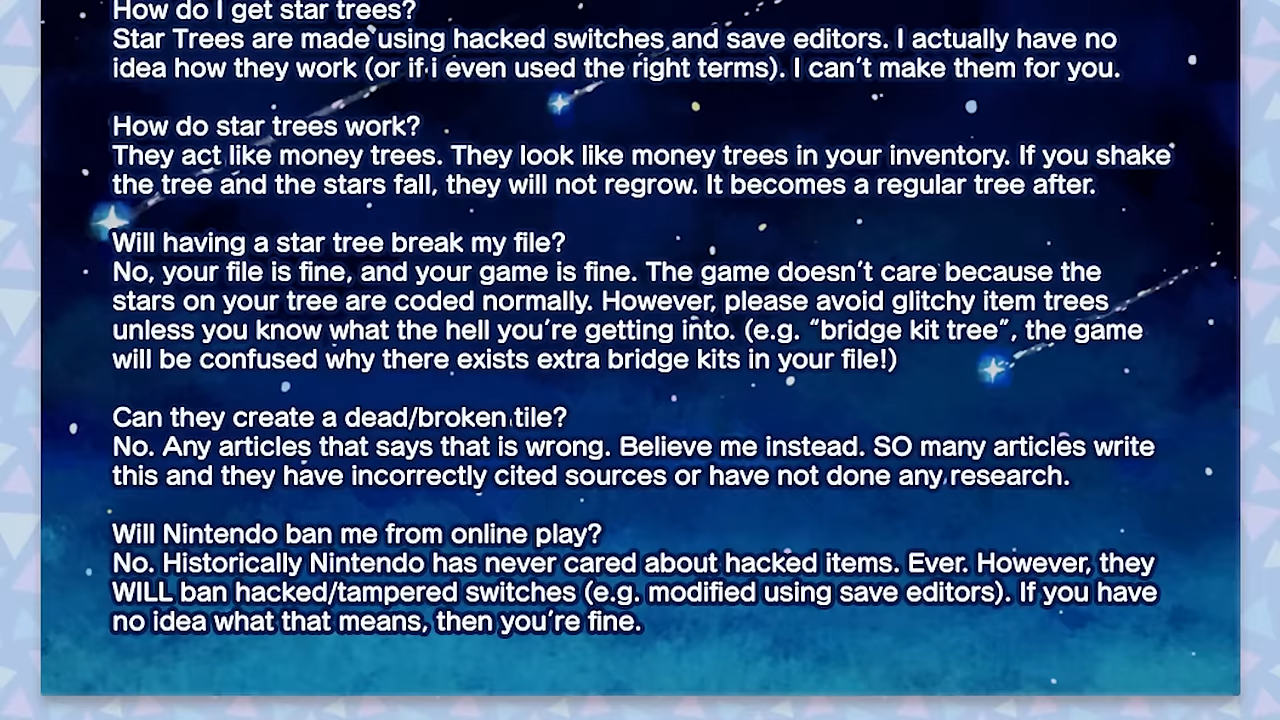 How do I get star trees?
Star Trees are made using hacked switches and save editors. I actually have no
idea how they work (or if i even used the right terms). I can't make them for you.
How do star trees work?
They act like money trees. They look like money trees in your inventory. If you shake
the tree and the stars fall, they will not regrow. It becomes a regular tree after.
Will having a star tree break my file?
No, your file is fine, and your game is fine. The game doesn't care because the
stars on your tree are coded normally. However, please avoid glitchy item trees
unless you know what the hell you're getting into. (e.g. “bridge kit tree”, the game
will be confused why there exists extra bridge kits in your file!)
Can they create a dead/broken tile?
No. Any articles that says that is wrong. Believe me instead. SO many articles write
this and they have incorrectly cited sources or have not done any research.
Will Nintendo ban me from online play?
No. Historically Nintendo has never cared about hacked items. Ever. However, they
WILL ban hacked/tampered switches (e.g. modified using save editors). If you have
no idea what that means, then you're fine.